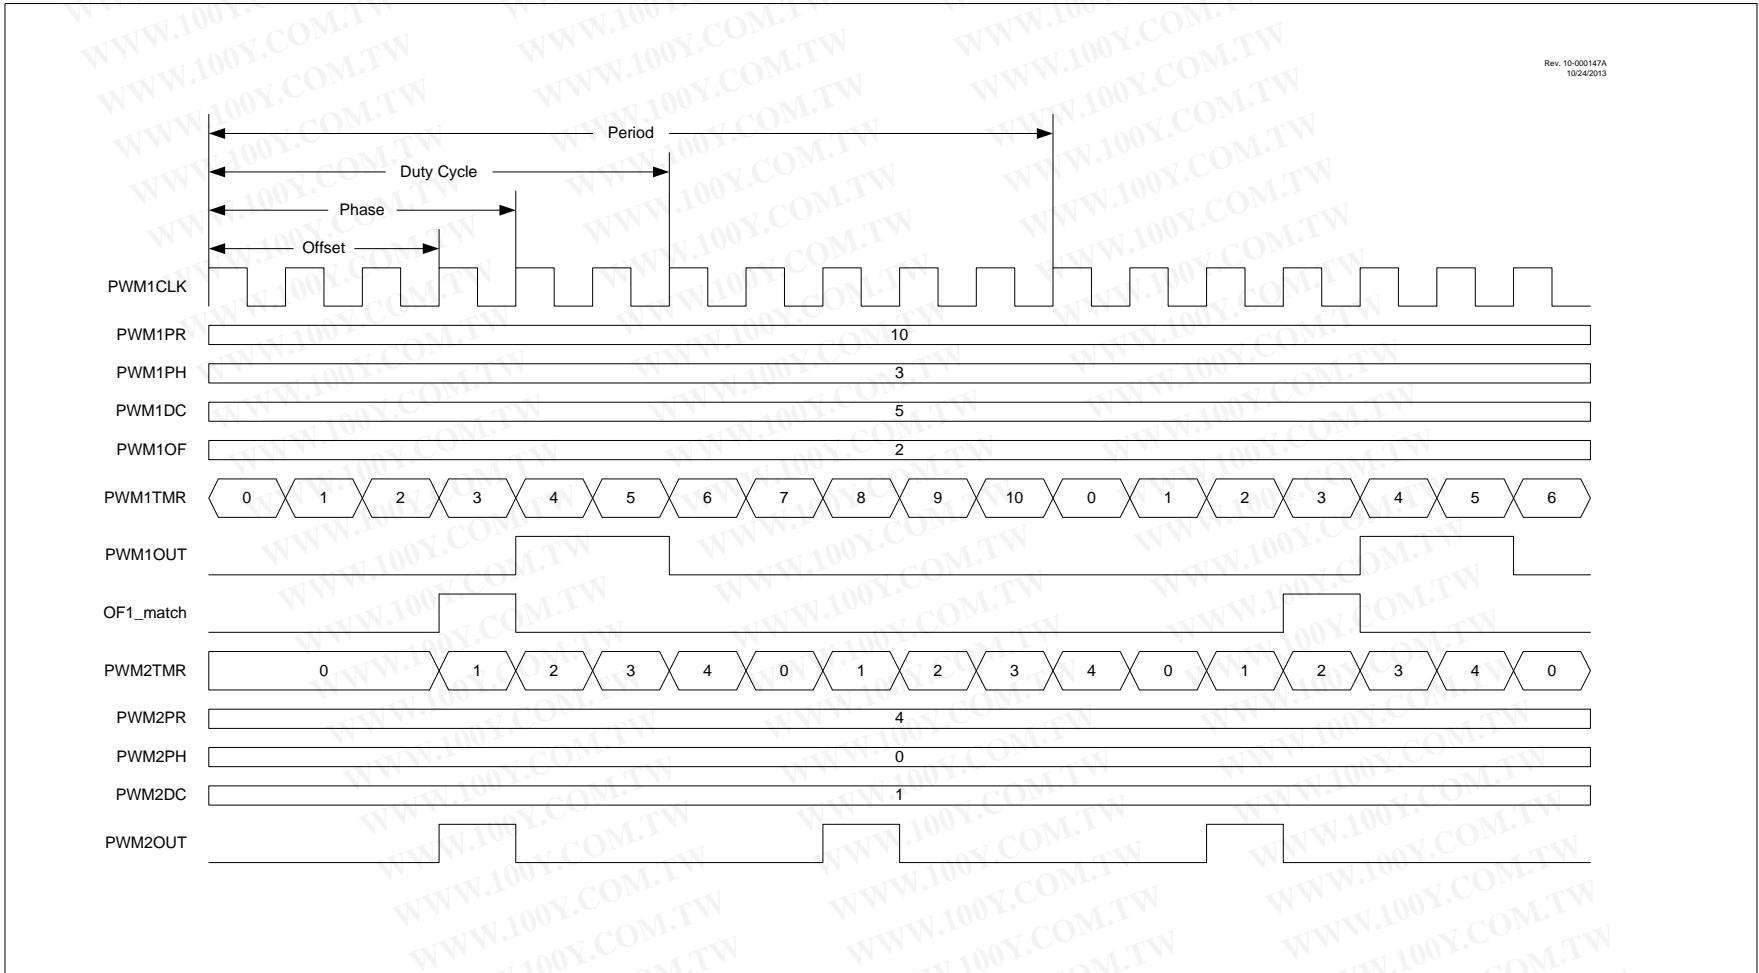 Rev. 10-000147A
10/24/2013
Period
Duty Cycle
Phase
Offset
PWM1CLK
PWM1PR 10
PWM1PH 3
PWM1DC 5
PWM1OF 2
PWM1TMR 0 1 2 3 4 5 6 7 8 9 10 0 1 2 3 4 5 6
PWM1OUT
OF1_match
PWM2TMR 0 1 2 3 4 0 1 2 3 4 0 1 2 3 4 0
PWM2PR 4
PWM2PH 0
PWM2DC 1
PWM2OUT
WWW.100Y.COM.TW